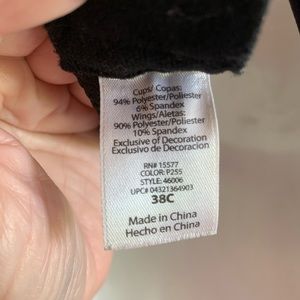 Cups/ Copas:
94% Polyester/Poliester
6% Spandex
Wings/Aletas:
90% Polyester/Poliester
10% Spandex
Exclusive of Decoration
Exclusivo de Decoracion
RN# 15577
COLOR: P255
STYLE: 46006
UPC# 04321364903
38C
Made in China
Hecho en China